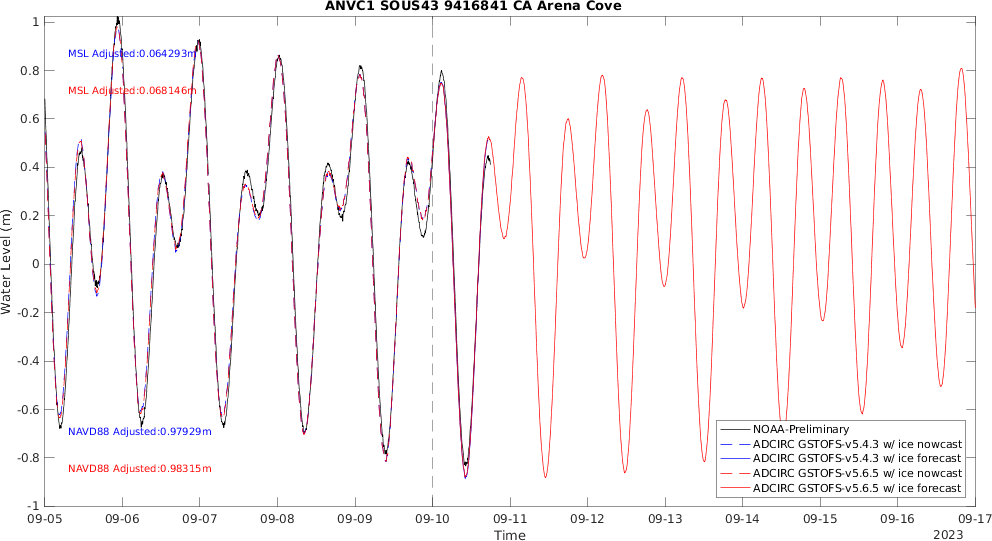 ANVC1 SOUS43 9416841 CA Arena Cove
MSL Adjusted:0.064293m
MSL Adjusted:0.068146m
NAVD88 Adjusted:0.97929m
NAVD88 Adjusted:0.98315m
Water Level (m)
1
0.8
0.6
0.4
0.2
0
-0.2
-0.4
-0.6
-0.8
-1
NOAA-Preliminary
ADCIRC GSTOFS-v5.4.3 w/ ice nowcast
ADCIRC GSTOFS-v5.4.3 w/ ice forecast
ADCIRC GSTOFS-v5.6.5 w/ ice nowcast
ADCIRC GSTOFS-v5.6.5 w/ ice forecast
09-05 09-06 09-07 09-08 09-09 09-10 09-11 09-12 09-13 09-14 09-15 09-16 09-17
Time
2023